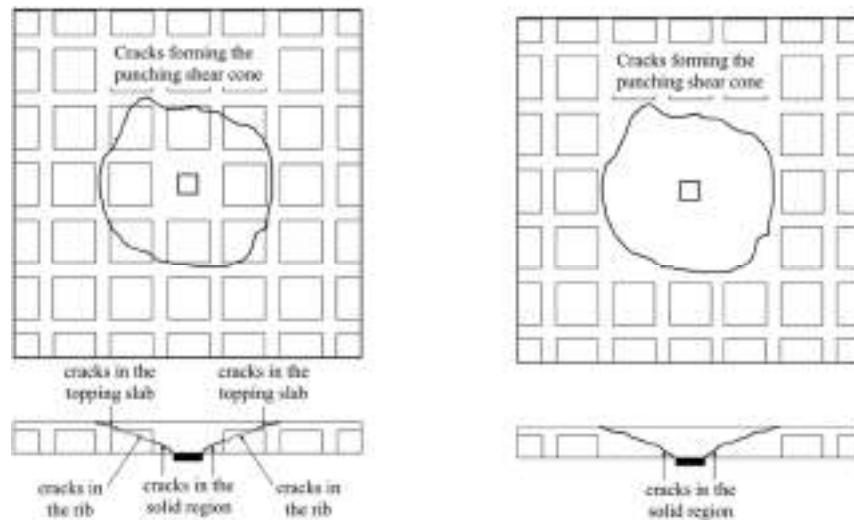 Cracks forming the
punching shear cone
cracks in the
topping slab
cracks in the
topping slab
cracks in
the rib
cracks in the
solid region
cracks in
the rib
Cracks forming the
punching shear cone
cracks in the
solid region